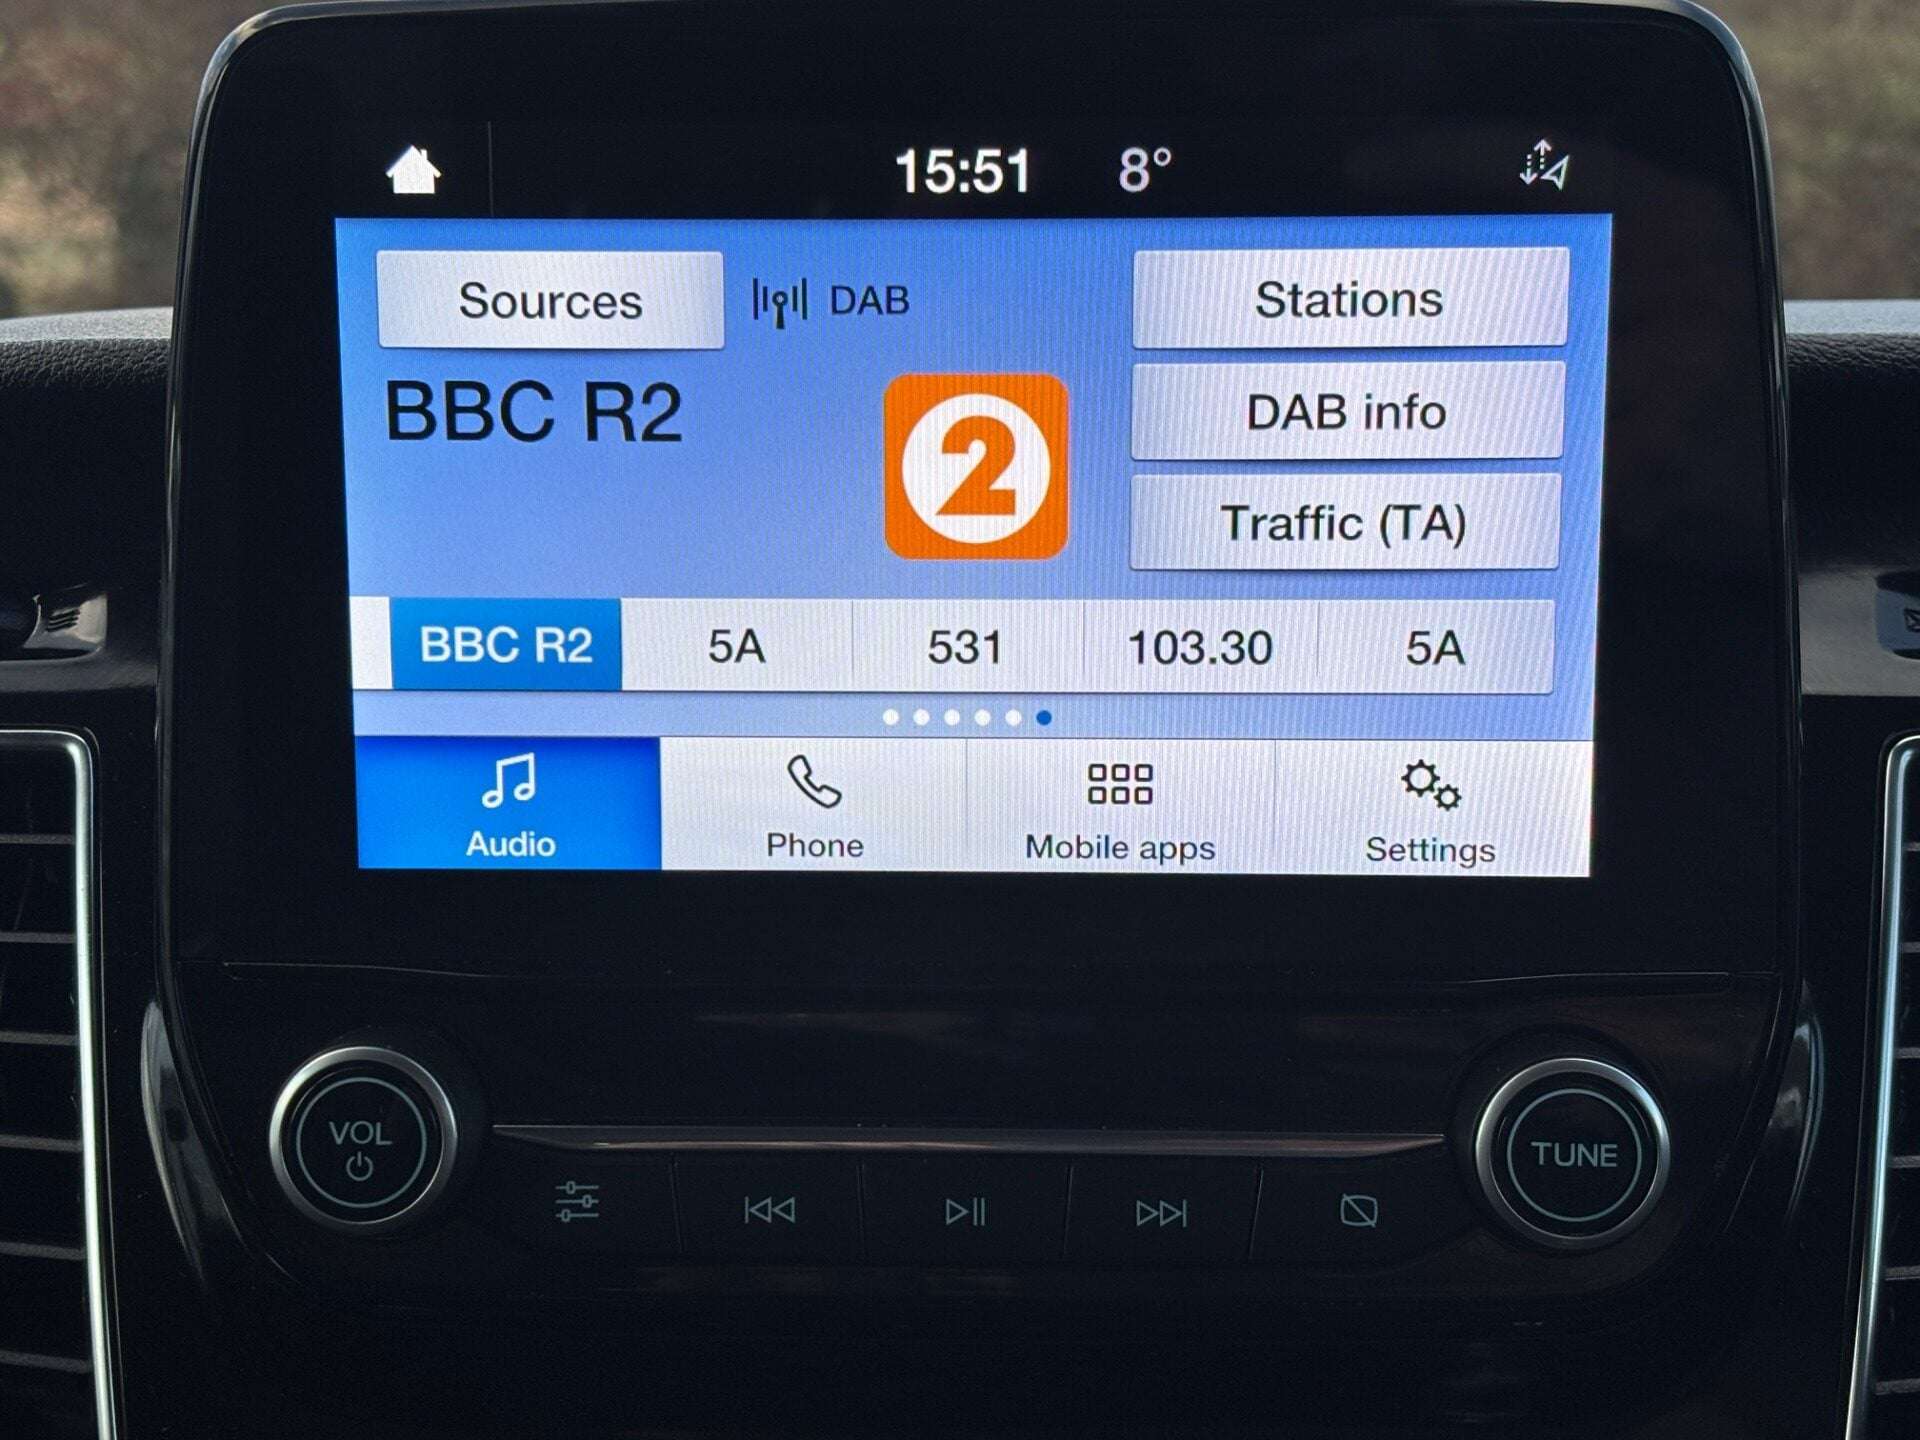 15:51 8°
Sources DAB Stations
BBC R2
2
DAB info
Traffic (TA)
BBC R2 5A 531 103.30 5A
Audio Phone Mobile apps Settings
VOL
TUNE